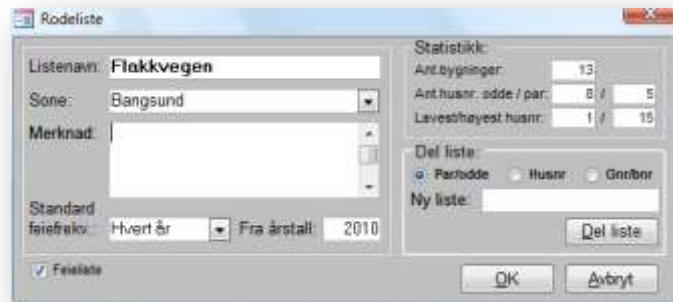 Rodeliste
Listenavn: Flakkvegen
Sone: Bangsund
Merknad:
Standard
feiefrekv.: Hvert år Fra årstall: 2010
Feieliste
Statistikk:
Ant.bygninger: 13
Ant.husnr. odde / par: 8 / 5
Lavest/høyest husnr.: 1 / 15
Del liste:
Par/odde Husnr Gnr/bnr
Ny liste:
Del liste
OK Avbryt